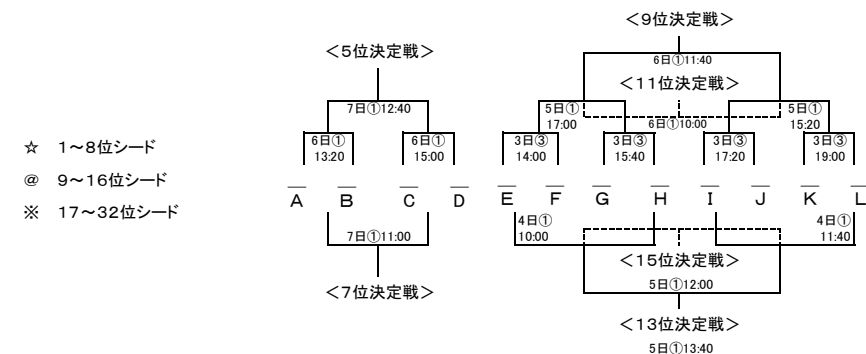 ＜9位決定戦＞
＜5位決定戦＞
6日①11:40
＜11位決定戦＞
7日①12:40
5日①
17:00
6日①10:00
5日①
15:20
☆ 1～8位シード
6日①
13:20
6日①
15:00
3日③
14:00
3日③
15:40
3日③
17:20
3日③
19:00
＠ 9～16位シード
※ 17～32位シード
A B C D E F G H I J K L
4日①
10:00
4日①
11:40
7日①11:00
＜15位決定戦＞
5日①12:00
＜7位決定戦＞
＜13位決定戦＞
5日①13:40